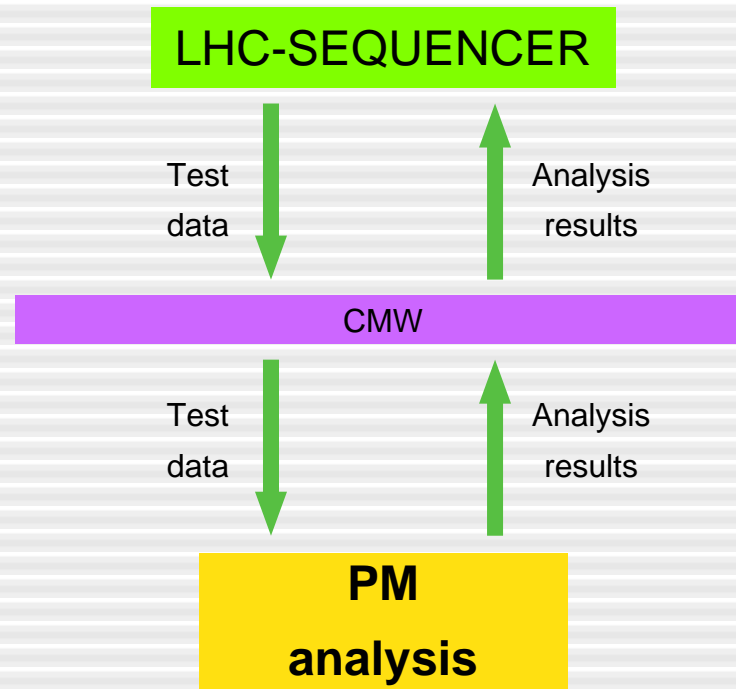 LHC-SEQUENCER
Test
data
Analysis
results
CMW
Test
data
Analysis
results
PM
analysis